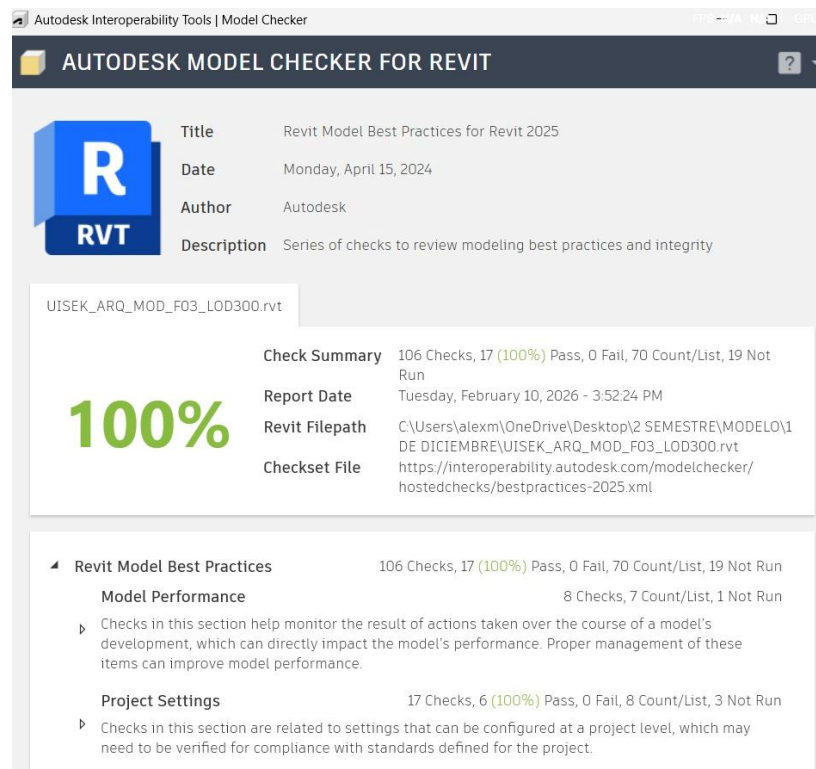 Autodesk Interoperability Tools | Model Checker
AUTODESK MODEL CHECKER FOR REVIT
?
R
RVT
Title Revit Model Best Practices for Revit 2025
Date Monday, April 15, 2024
Author Autodesk
Description Series of checks to review modeling best practices and integrity
UISEK_ARQ_MOD_F03_LOD300.rvt
100%
Check Summary 106 Checks, 17 (100%) Pass, 0 Fail, 70 Count/List, 19 Not
Run
Report Date Tuesday, February 10, 2026 - 3:52:24 PM
Revit Filepath C:\Users\alexm\OneDrive\Desktop\2 SEMESTRE\MODELO\1
DE DICIEMBRE\UISEK_ARQ_MOD_F03_LOD300.rvt
Checkset File https://interoperability.autodesk.com/modelchecker/
hostedchecks/bestpractices-2025.xml
Revit Model Best Practices 106 Checks, 17 (100%) Pass, 0 Fail, 70 Count/List, 19 Not Run
Model Performance 8 Checks, 7 Count/List, 1 Not Run
Checks in this section help monitor the result of actions taken over the course of a model's
development, which can directly impact the model's performance. Proper management of these
items can improve model performance.
Project Settings 17 Checks, 6 (100%) Pass, 0 Fail, 8 Count/List, 3 Not Run
Checks in this section are related to settings that can be configured at a project level, which may
need to be verified for compliance with standards defined for the project.